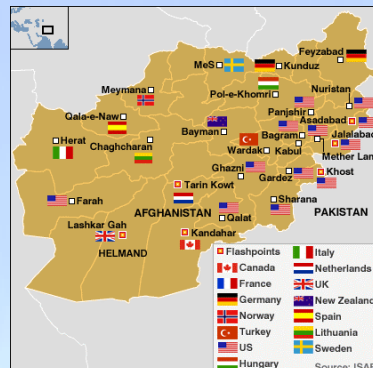 Feyzabad
MeS
Kunduz
Meymana
Pol-e-Khomri
Nuristan
Panjshir
Qala-e-Naw
Asadabad
Bayman
Bagram
Jalalabad
Herat
Chaghcharan
Wardak
Kabul
Mether Lam
Ghazni
Gardez
Khost
Tarin Kowt
Farah
Sharana
AFGHANISTAN
Qalat
PAKISTAN
Lashkar Gah
Kandahar
HELMAND
Flashpoints
Canada
France
Germany
Norway
Turkey
US
Hungary
Italy
Netherlands
UK
New Zealand
Spain
Lithuania
Sweden
Source: ISAF